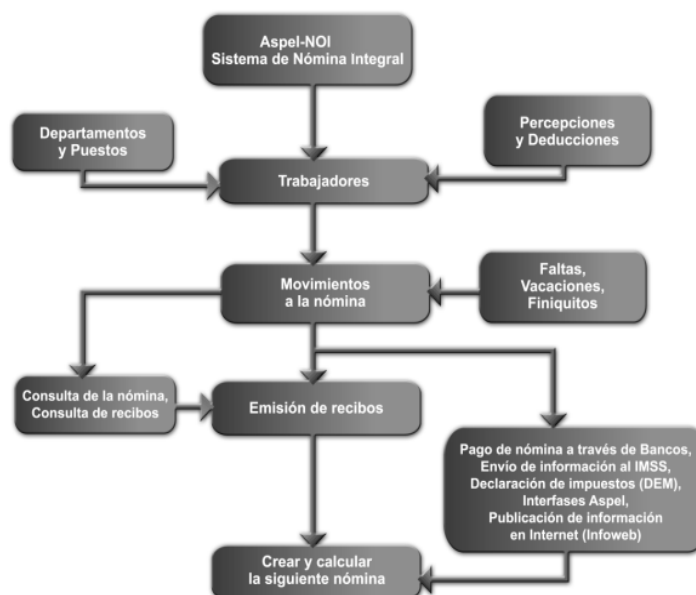 Aspel-NOI
Sistema de Nómina Integral
Departamentos
y Puestos
Percepciones
y Deducciones
Trabajadores
Movimientos
a la nómina
Faltas,
Vacaciones,
Finiquitos
Consulta de la nómina,
Consulta de recibos
Emisión de recibos
Pago de nómina a través de Bancos,
Envío de información al IMSS,
Declaración de impuestos (DEM),
Interfases Aspel,
Publicación de información
en Internet (Infoweb)
Crear y calcular
la siguiente nómina